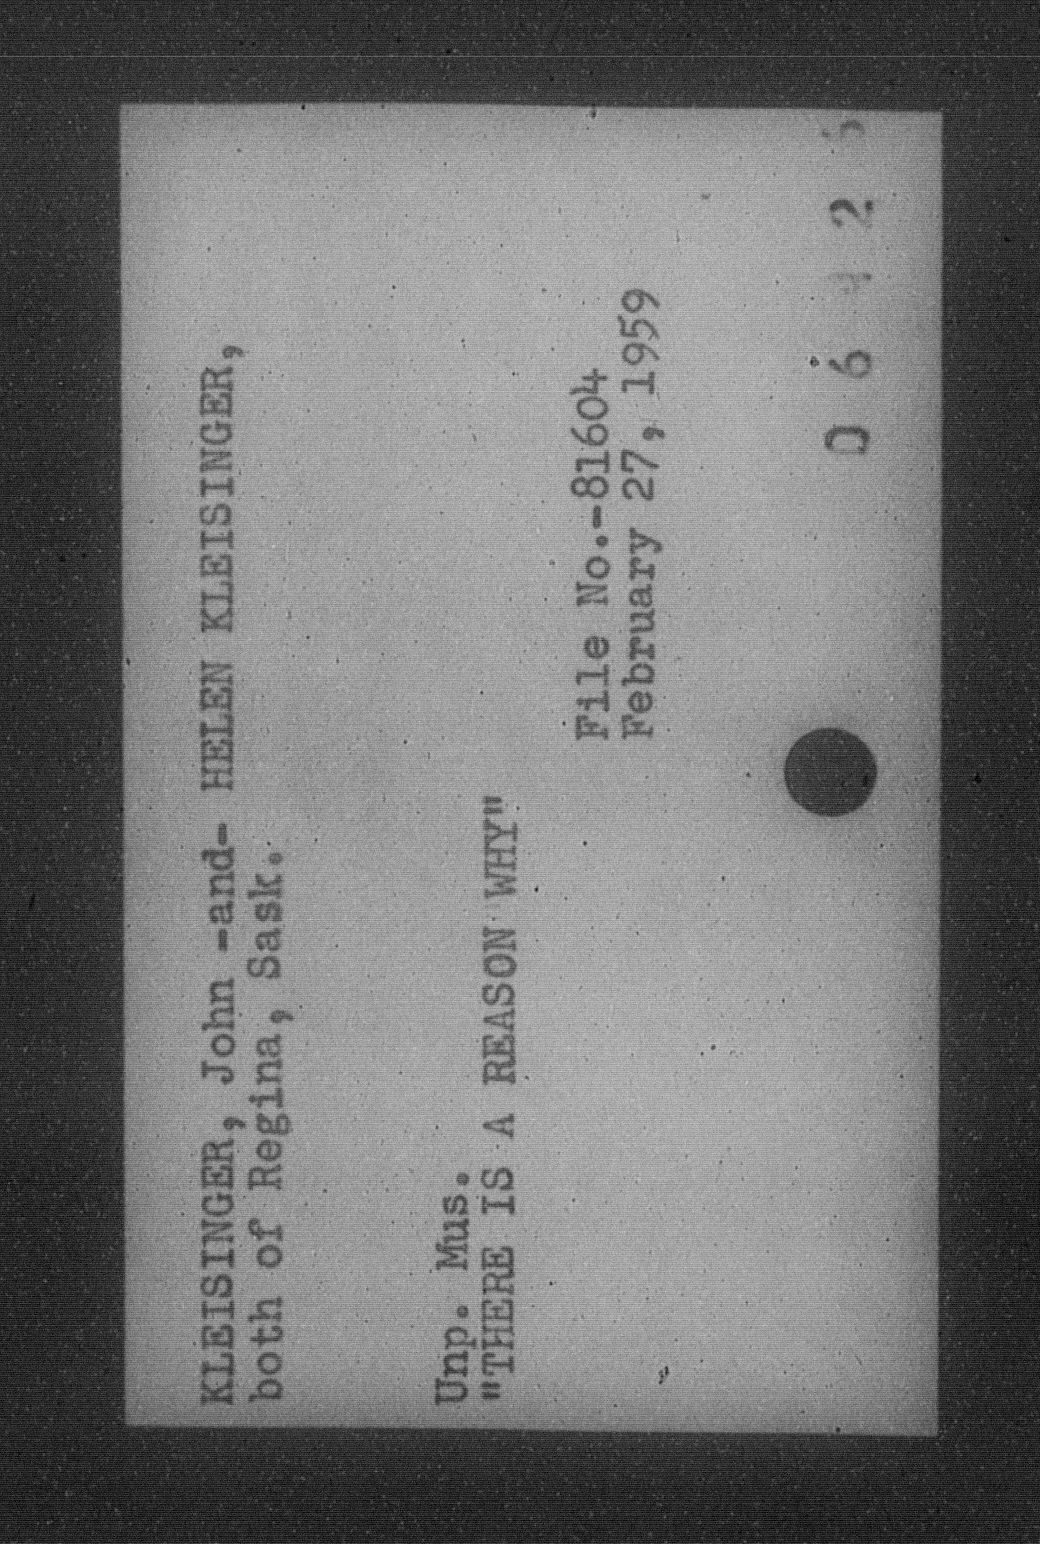 KLEISINGER, John -and- HELEN KLEISINGER,
both of Regina, Sask.
Unp. Mus.
"THERE IS A REASON WHY"
File No.-81604
February 27, 1959